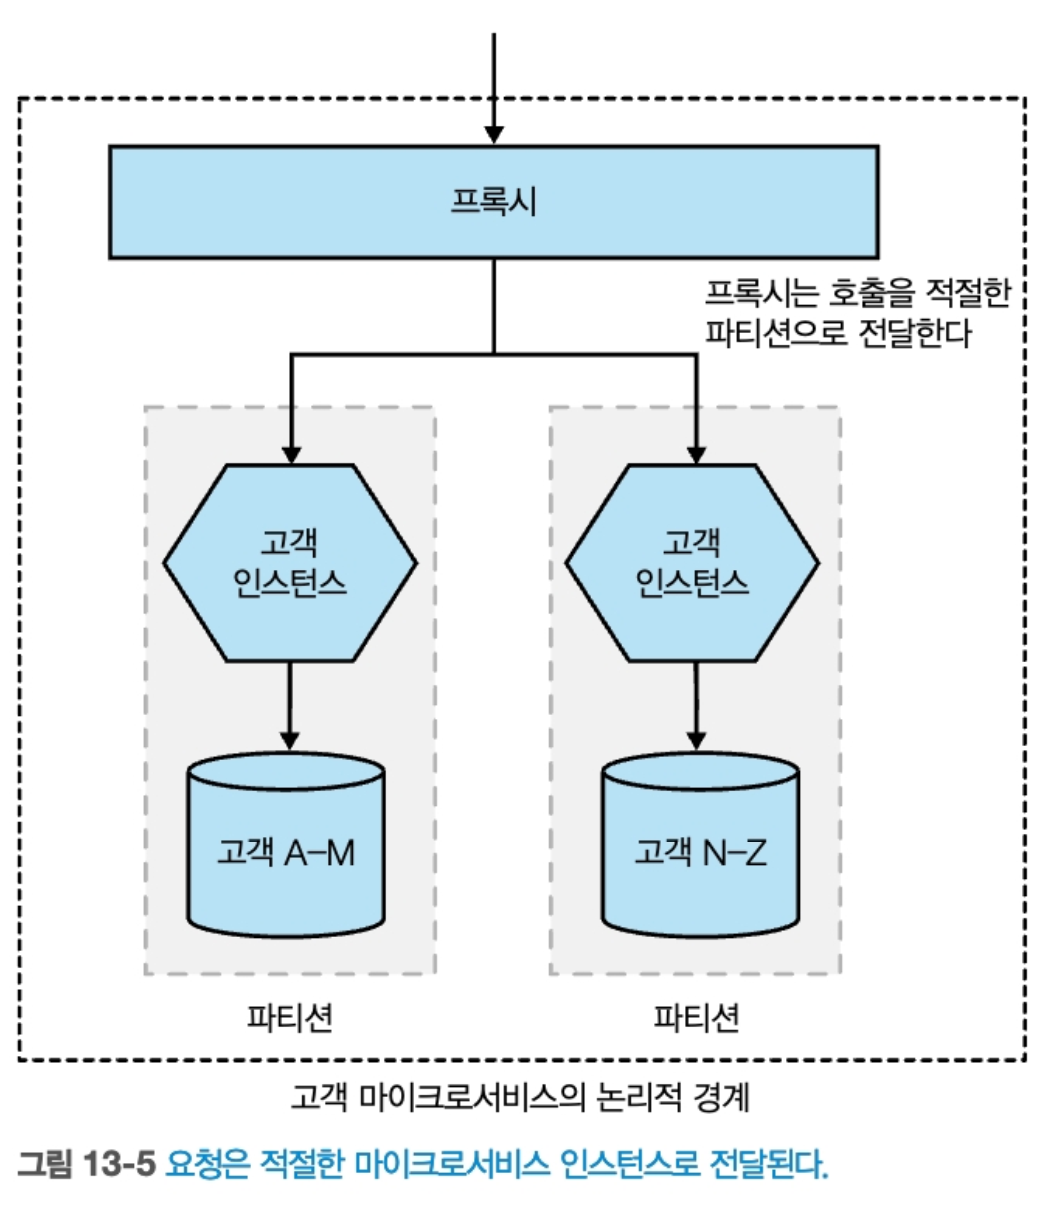 프록시
프록시는 호출을 적절한
파티션으로 전달한다
고객
인스턴스
고객
인스턴스
고객 A–M
고객 N–Z
파티션
파티션
고객 마이크로서비스의 논리적 경계
그림 13-5 요청은 적절한 마이크로서비스 인스턴스로 전달된다.